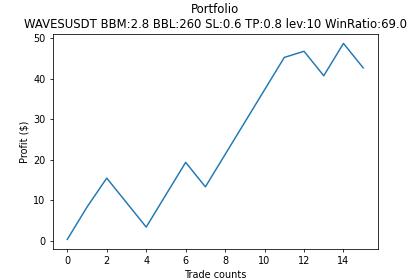 Portfolio
WAVESUSDT BBM:2.8 BBL:260 SL:0.6 TP:0.8 lev:10 WinRatio:69.0
50
40
30
20
10
0
Profit ($)
0 2 4 6 8 10 12 14
Trade counts